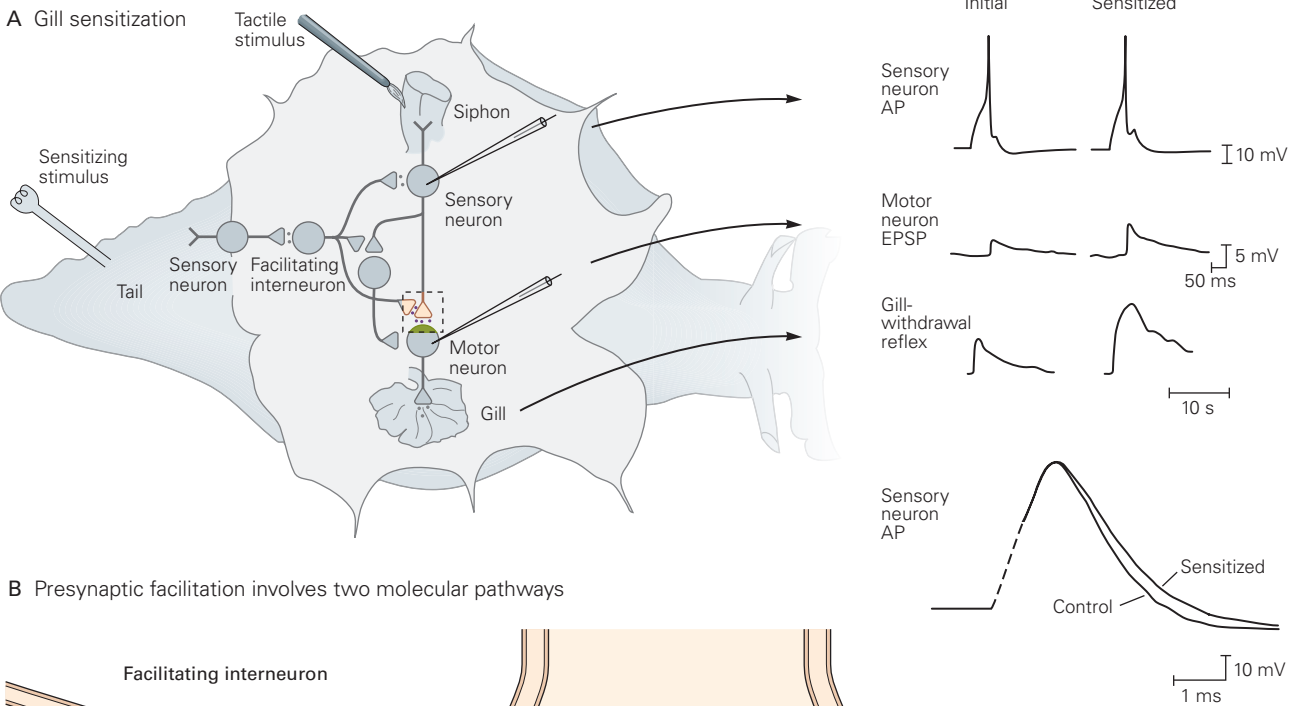 A Gill sensitization
Tactile
stimulus
Siphon
Sensitizing
stimulus
Sensory
neuron
Sensory
neuron
Facilitating
interneuron
Tail
Motor
neuron
Gill
Initial
Sensitized
Sensory
neuron
AP
10 mV
Motor
neuron
EPSP
5 mV
50 ms
Gill-
withdrawal
reflex
10 s
Sensory
neuron
AP
Sensitized
Control
10 mV
1 ms
B Presynaptic facilitation involves two molecular pathways
Facilitating interneuron